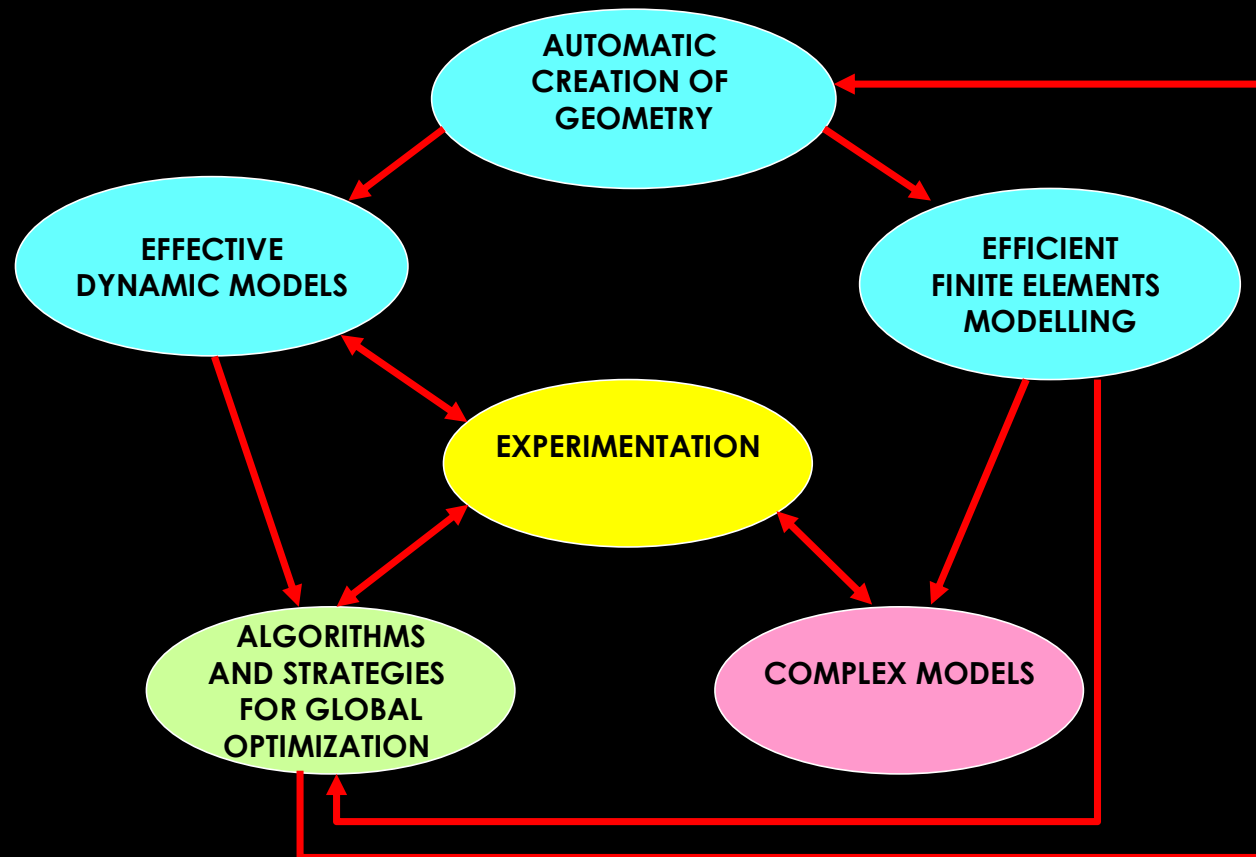 AUTOMATIC
CREATION OF
GEOMETRY
EFFECTIVE
DYNAMIC MODELS
EFFICIENT
FINITE ELEMENTS
MODELLING
EXPERIMENTATION
ALGORITHMS
AND STRATEGIES
FOR GLOBAL
OPTIMIZATION
COMPLEX MODELS